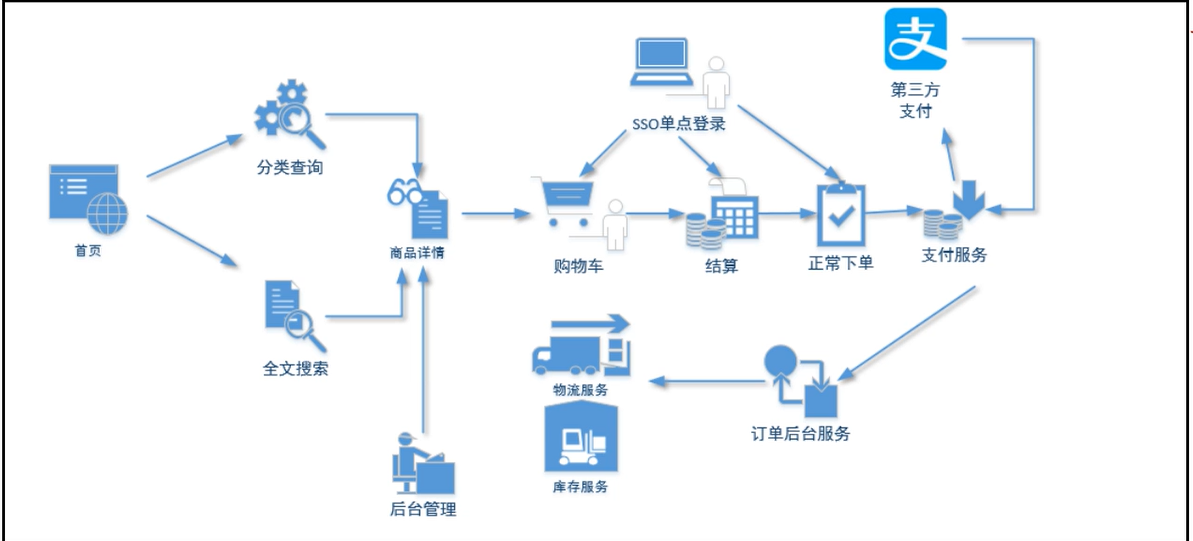 支
第三方
支付
SSO单点登录
分类查询
首页
商品详情
购物车
结算
正常下单
支付服务
全文搜索
物流服务
订单后台服务
库存服务
后台管理